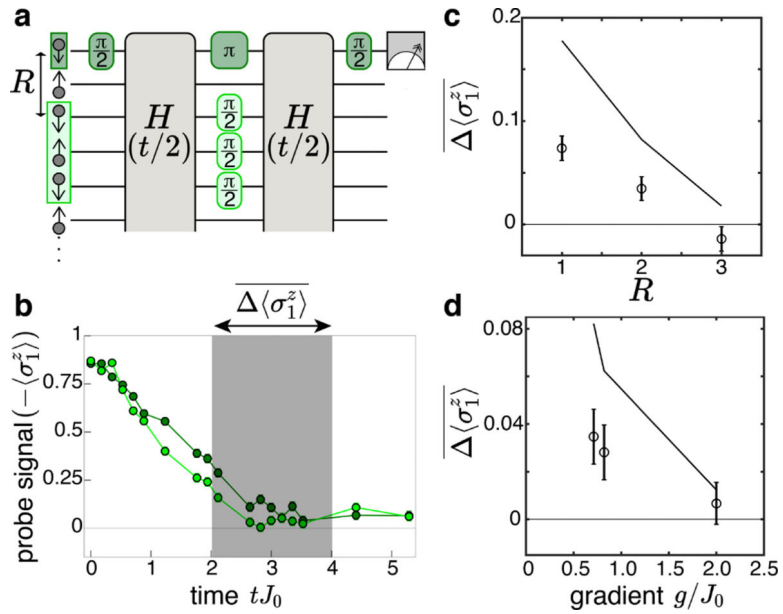 a
π/2 π π/2
R
H
(t/2)
H
(t/2)
π/2
π/2
π/2
b
Δ⟨σ₁ᶻ⟩
probe signal (−⟨σ₁ᶻ⟩)
1
0.75
0.5
0.25
0
0 1 2 3 4 5
time tJ₀
c
Δ⟨σ₁ᶻ⟩
0.2
0.1
0
1 2 3
R
d
Δ⟨σ₁ᶻ⟩
0.08
0.04
0
0 0.5 1.0 1.5 2.0 2.5
gradient g/J₀